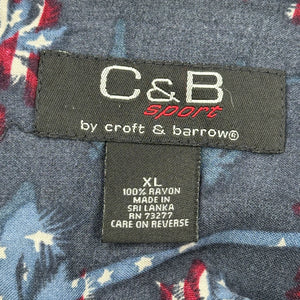 C&B
sport
by croft & barrow®
XL
100% RAYON
MADE IN
SRI LANKA
RN 73277
CARE ON REVERSE